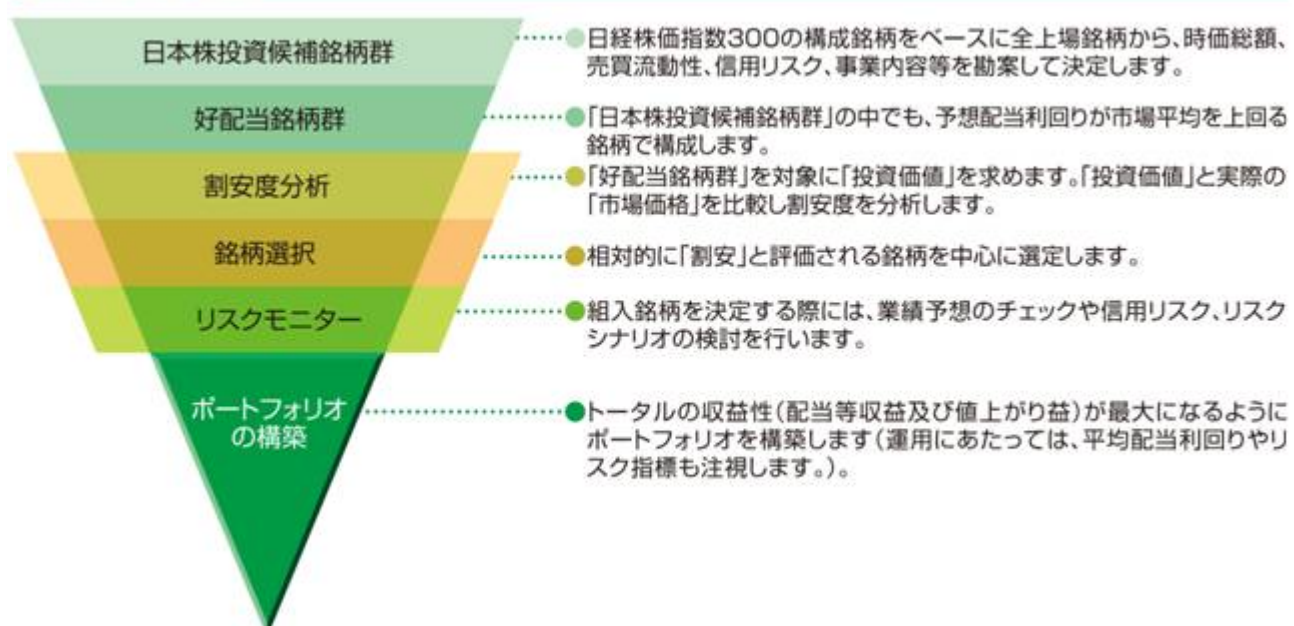 日本株投資候補銘柄群
●日経株価指数300の構成銘柄をベースに全上場銘柄から、時価総額、
売買流動性、信用リスク、事業内容等を勘案して決定します。
好配当銘柄群
●「日本株投資候補銘柄群」の中でも、予想配当利回りが市場平均を上回る
銘柄で構成します。
割安度分析
●「好配当銘柄群」を対象に「投資価値」を求めます。「投資価値」と実際の
「市場価格」を比較し割安度を分析します。
銘柄選択
●相対的に「割安」と評価される銘柄を中心に選定します。
リスクモニター
●組入銘柄を決定する際には、業績予想のチェックや信用リスク、リスク
シナリオの検討を行います。
ポートフォリオ
の構築
●トータルの収益性(配当等収益及び値上がり益)が最大になるように
ポートフォリオを構築します(運用にあたっては、平均配当利回りやリ
スク指標も注視します。)。